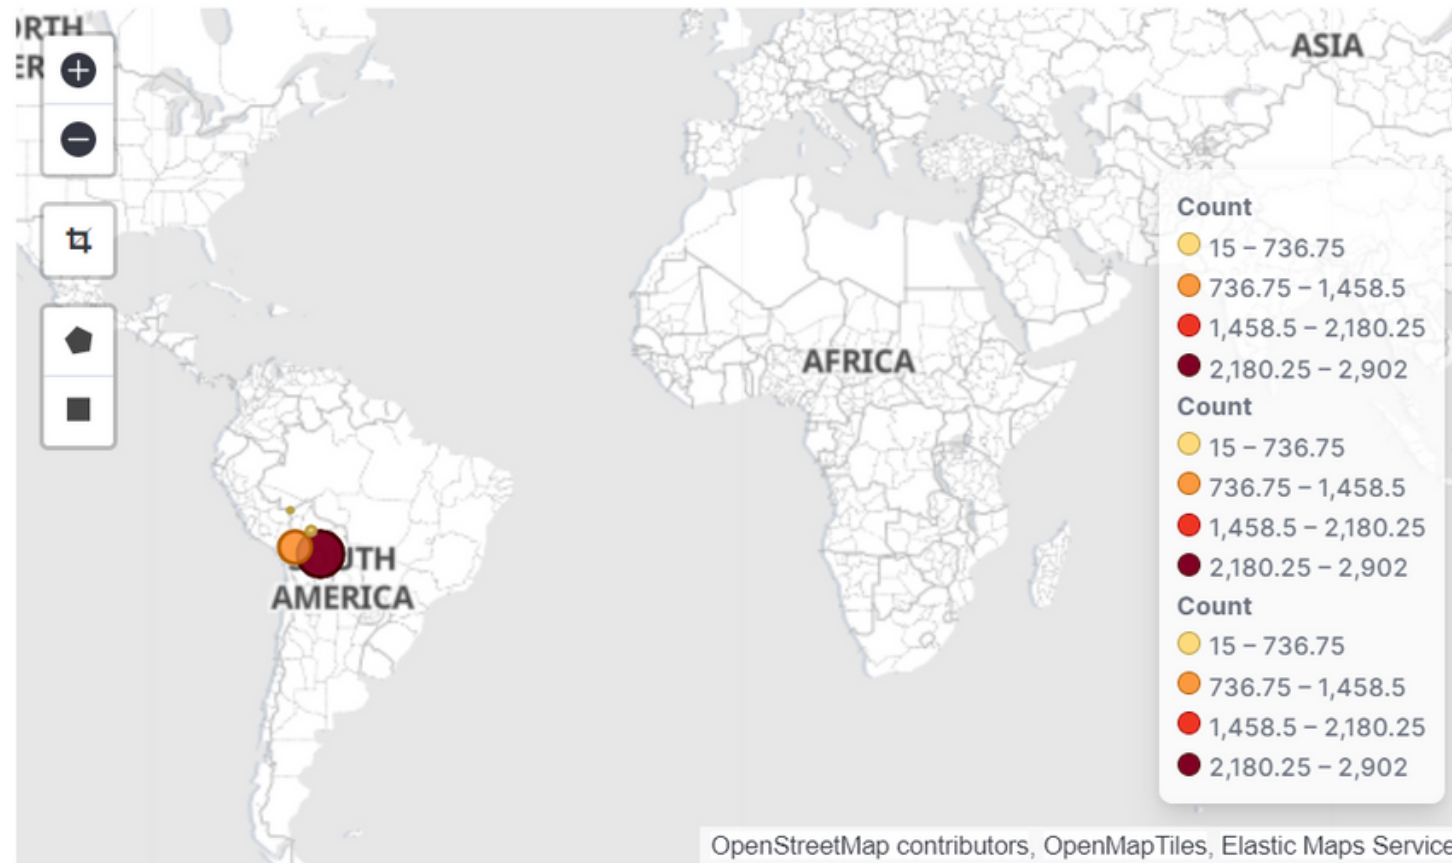 ORTH
ER
ASIA
AFRICA
SOUTH
AMERICA
Count
15 – 736.75
736.75 – 1,458.5
1,458.5 – 2,180.25
2,180.25 – 2,902
Count
15 – 736.75
736.75 – 1,458.5
1,458.5 – 2,180.25
2,180.25 – 2,902
Count
15 – 736.75
736.75 – 1,458.5
1,458.5 – 2,180.25
2,180.25 – 2,902
OpenStreetMap contributors, OpenMapTiles, Elastic Maps Service